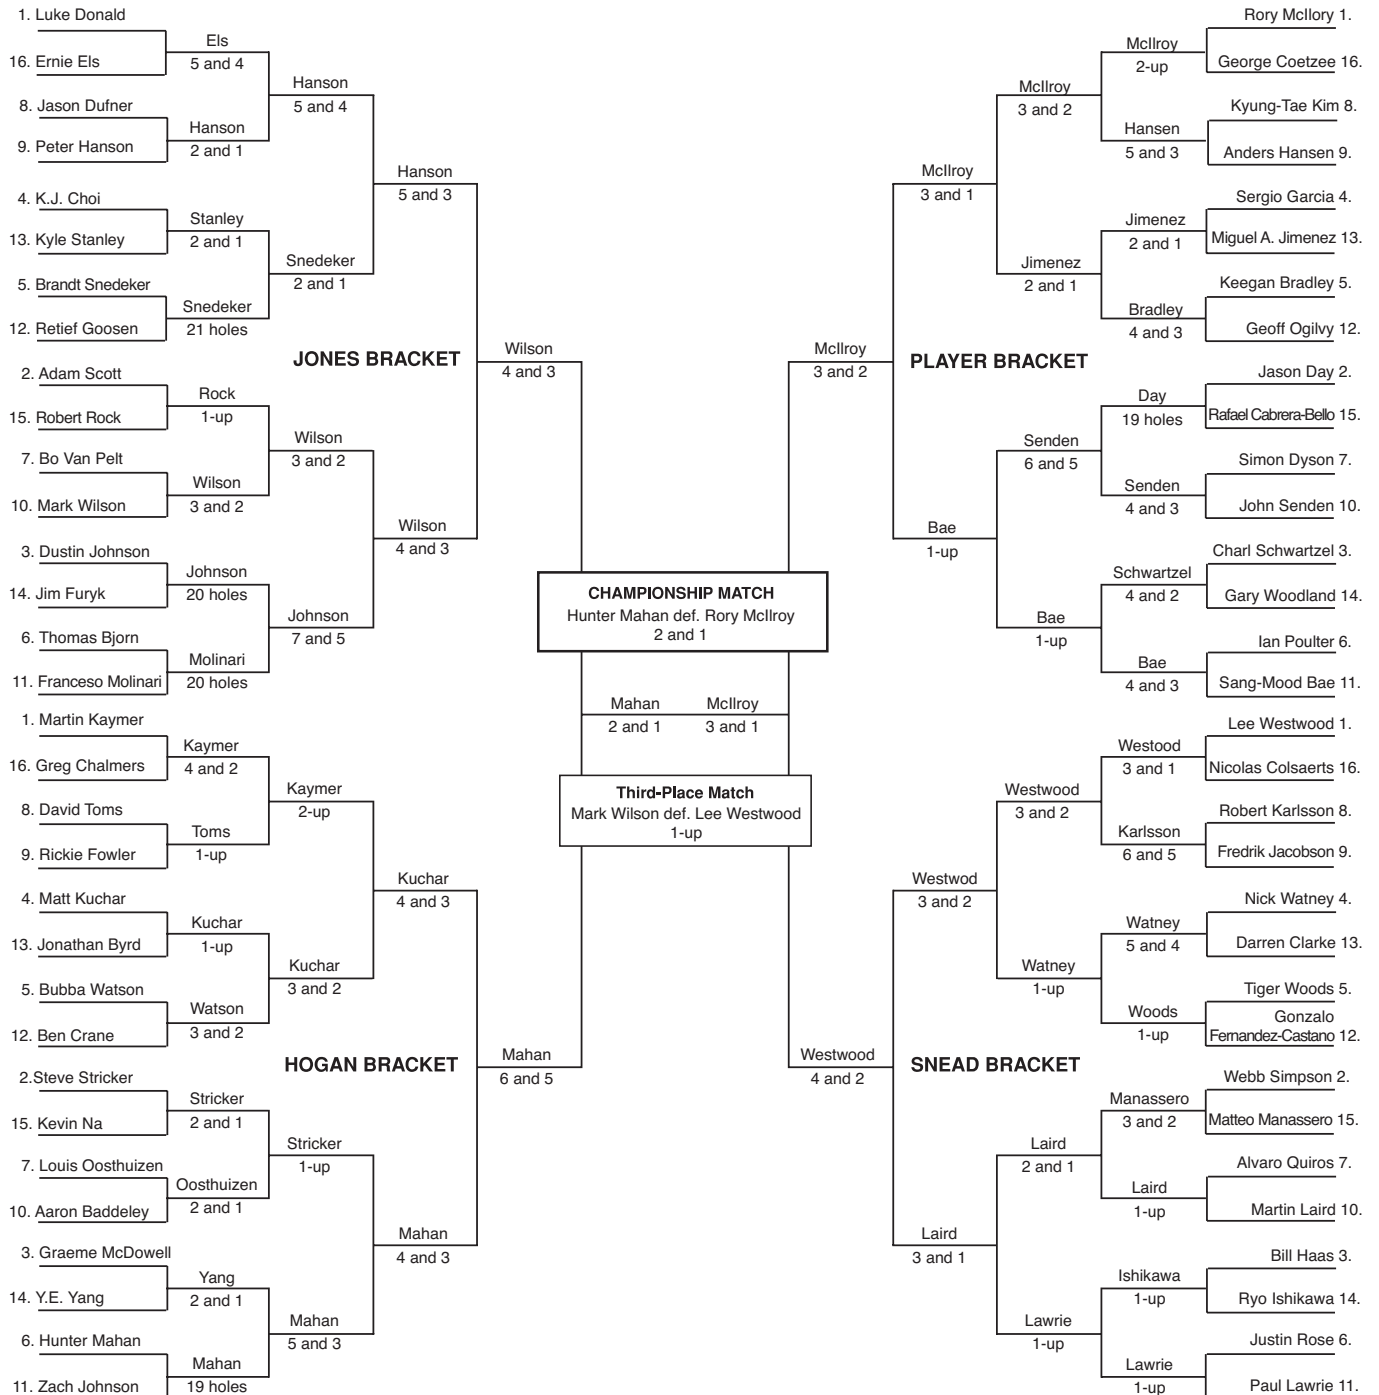 1. Luke Donald
16. Ernie Els
8. Jason Dufner
9. Peter Hanson
4. K.J. Choi
13. Kyle Stanley
5. Brandt Snedeker
12. Retief Goosen
2. Adam Scott
15. Robert Rock
7. Bo Van Pelt
10. Mark Wilson
3. Dustin Johnson
14. Jim Furyk
6. Thomas Bjorn
11. Franceso Molinari
Els
5 and 4
Hanson
2 and 1
Stanley
2 and 1
Snedeker
21 holes
Rock
1-up
Wilson
3 and 2
Johnson
20 holes
Molinari
20 holes
Hanson
5 and 4
Snedeker
2 and 1
Wilson
3 and 2
Johnson
7 and 5
Hanson
5 and 3
Wilson
4 and 3
JONES BRACKET
Wilson
4 and 3
1. Martin Kaymer
16. Greg Chalmers
8. David Toms
9. Rickie Fowler
4. Matt Kuchar
13. Jonathan Byrd
5. Bubba Watson
12. Ben Crane
2.Steve Stricker
15. Kevin Na
7. Louis Oosthuizen
10. Aaron Baddeley
3. Graeme McDowell
14. Y.E. Yang
6. Hunter Mahan
11. Zach Johnson
Kaymer
4 and 2
Toms
1-up
Kuchar
1-up
Watson
3 and 2
Stricker
2 and 1
Oosthuizen
2 and 1
Yang
2 and 1
Mahan
19 holes
Kaymer
2-up
Kuchar
3 and 2
Stricker
1-up
Mahan
5 and 3
Kuchar
4 and 3
Mahan
4 and 3
HOGAN BRACKET
Mahan
6 and 5
CHAMPIONSHIP MATCH
Hunter Mahan def. Rory McIlroy
2 and 1
Mahan
2 and 1
McIlroy
3 and 1
Third-Place Match
Mark Wilson def. Lee Westwood
1-up
McIlroy
3 and 2
PLAYER BRACKET
McIlroy
3 and 1
Bae
1-up
McIlroy
3 and 2
Jimenez
2 and 1
Senden
6 and 5
Bae
1-up
McIlroy
2-up
Hansen
5 and 3
Jimenez
2 and 1
Bradley
4 and 3
Day
19 holes
Senden
4 and 3
Schwartzel
4 and 2
Bae
4 and 3
Rory McIlory 1.
George Coetzee 16.
Kyung-Tae Kim 8.
Anders Hansen 9.
Sergio Garcia 4.
Miguel A. Jimenez 13.
Keegan Bradley 5.
Geoff Ogilvy 12.
Jason Day 2.
Rafael Cabrera-Bello 15.
Simon Dyson 7.
John Senden 10.
Charl Schwartzel 3.
Gary Woodland 14.
Ian Poulter 6.
Sang-Mood Bae 11.
Westwood
4 and 2
SNEAD BRACKET
Westwod
3 and 2
Laird
3 and 1
Westwood
3 and 2
Watney
1-up
Laird
2 and 1
Lawrie
1-up
Westood
3 and 1
Karlsson
6 and 5
Watney
5 and 4
Woods
1-up
Manassero
3 and 2
Laird
1-up
Ishikawa
1-up
Lawrie
1-up
Lee Westwood 1.
Nicolas Colsaerts 16.
Robert Karlsson 8.
Fredrik Jacobson 9.
Nick Watney 4.
Darren Clarke 13.
Tiger Woods 5.
Gonzalo
Fernandez-Castano 12.
Webb Simpson 2.
Matteo Manassero 15.
Alvaro Quiros 7.
Martin Laird 10.
Bill Haas 3.
Ryo Ishikawa 14.
Justin Rose 6.
Paul Lawrie 11.